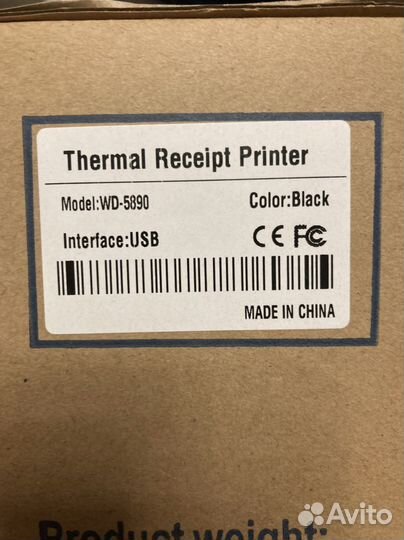 Thermal Receipt Printer
Model:WD-5890 Color:Black
Interface:USB CE FC
MADE IN CHINA
Product weight:
Avito